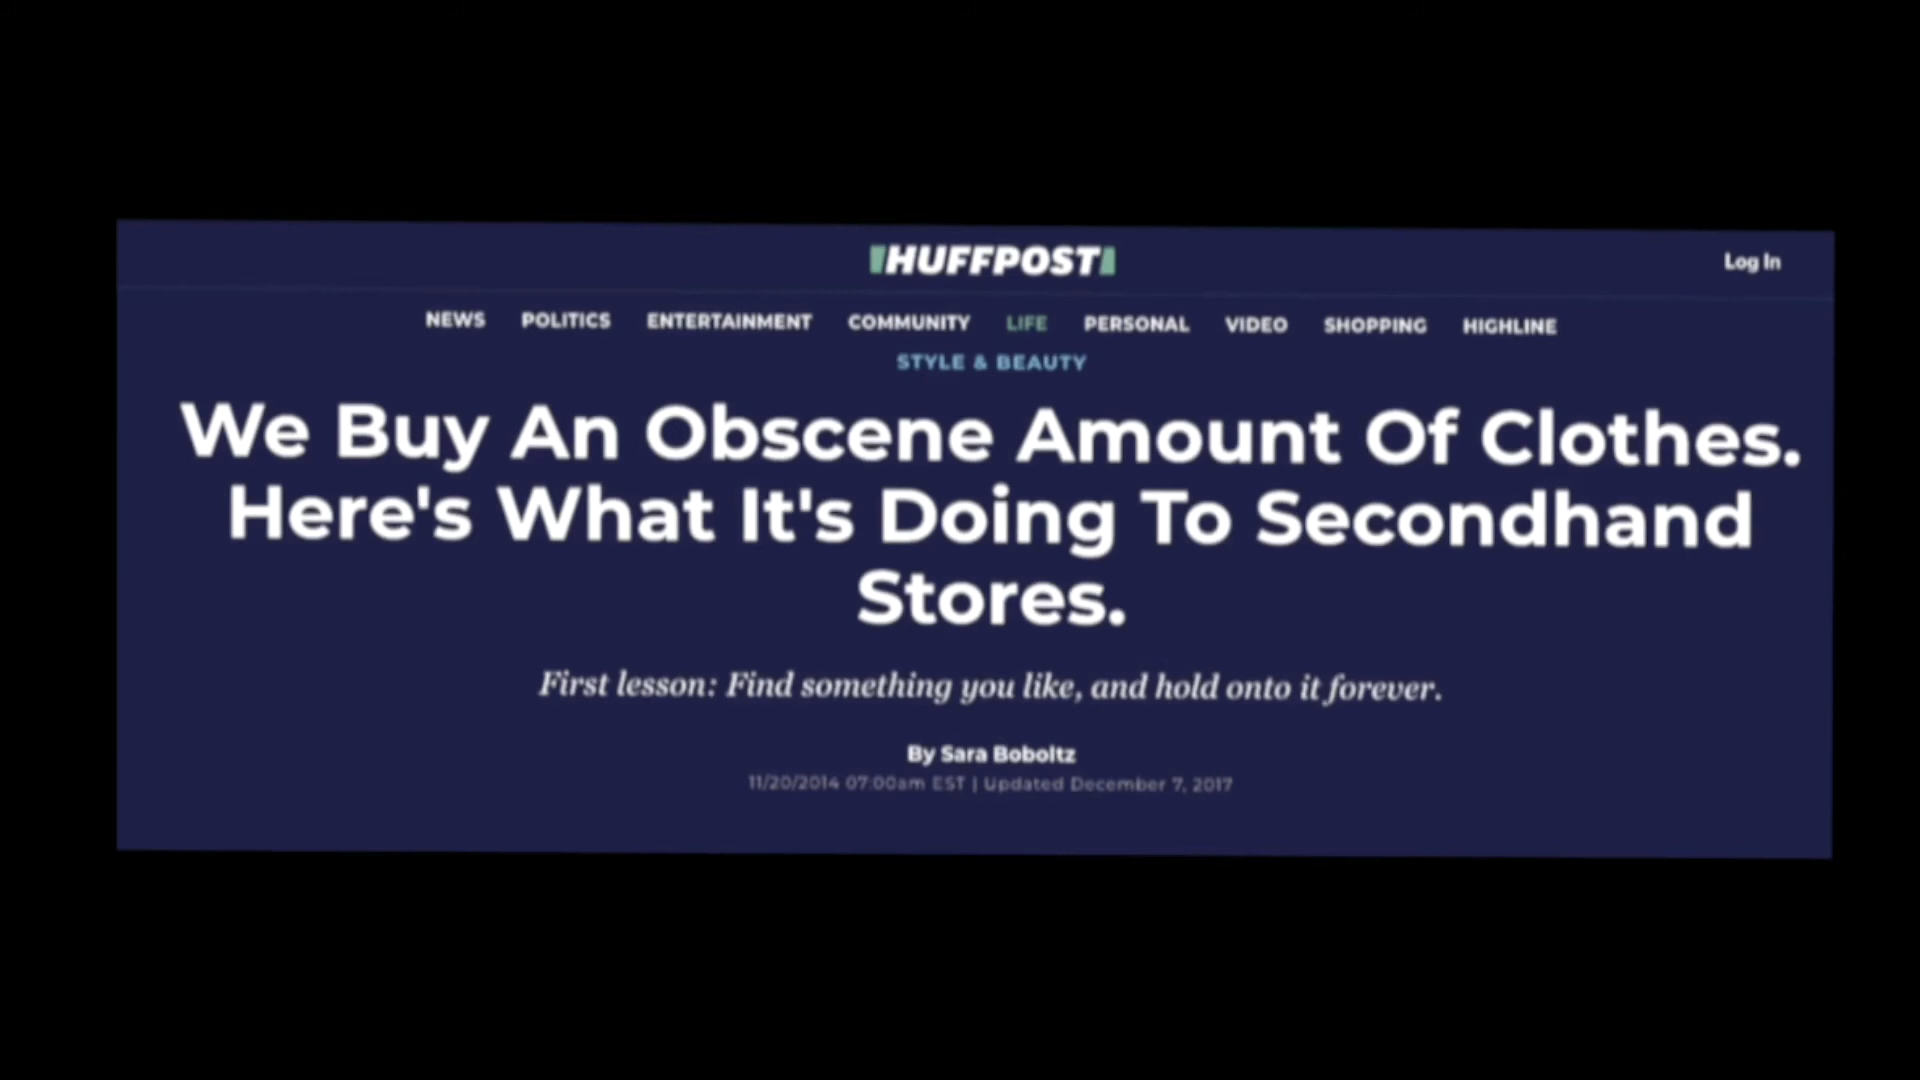 HUFFPOST
Log In
NEWS POLITICS ENTERTAINMENT COMMUNITY LIFE PERSONAL VIDEO SHOPPING HIGHLINE
STYLE & BEAUTY
We Buy An Obscene Amount Of Clothes.
Here's What It's Doing To Secondhand
Stores.
First lesson: Find something you like, and hold onto it forever.
By Sara Boboltz
11/20/2014 07:00am EST | Updated December 7, 2017